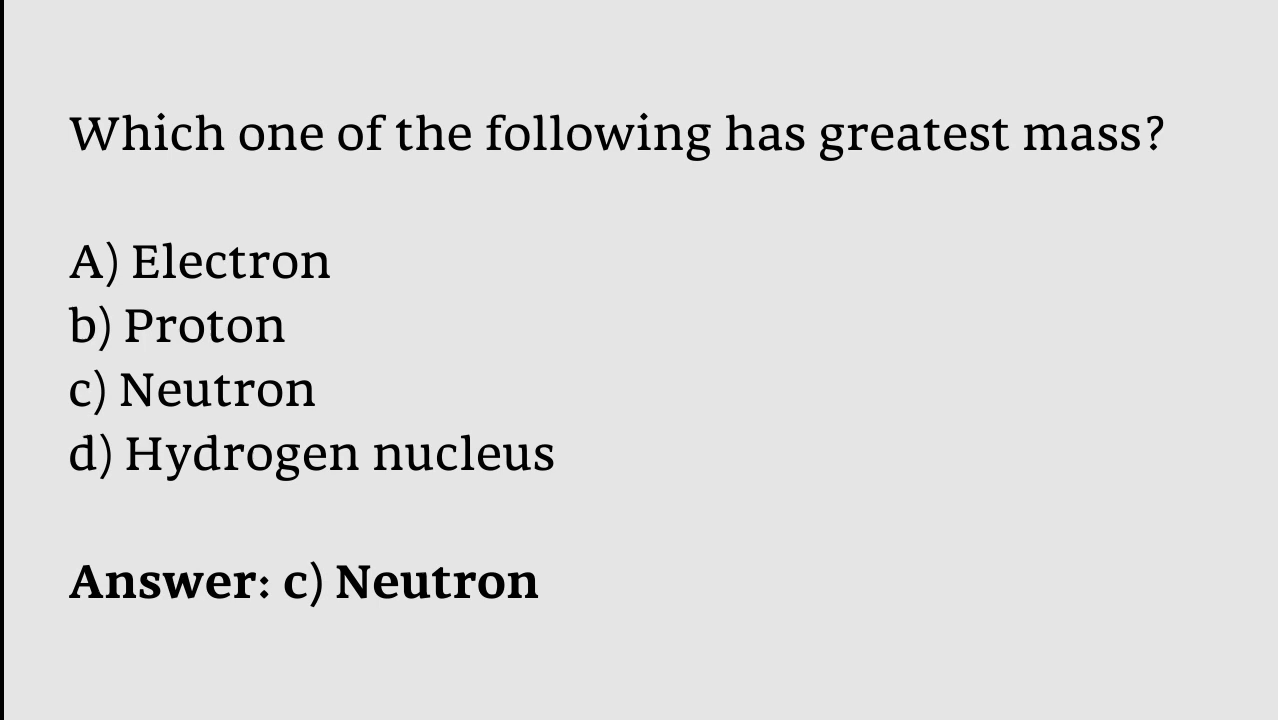 Which one of the following has greatest mass?
A) Electron
b) Proton
c) Neutron
d) Hydrogen nucleus
Answer: c) Neutron